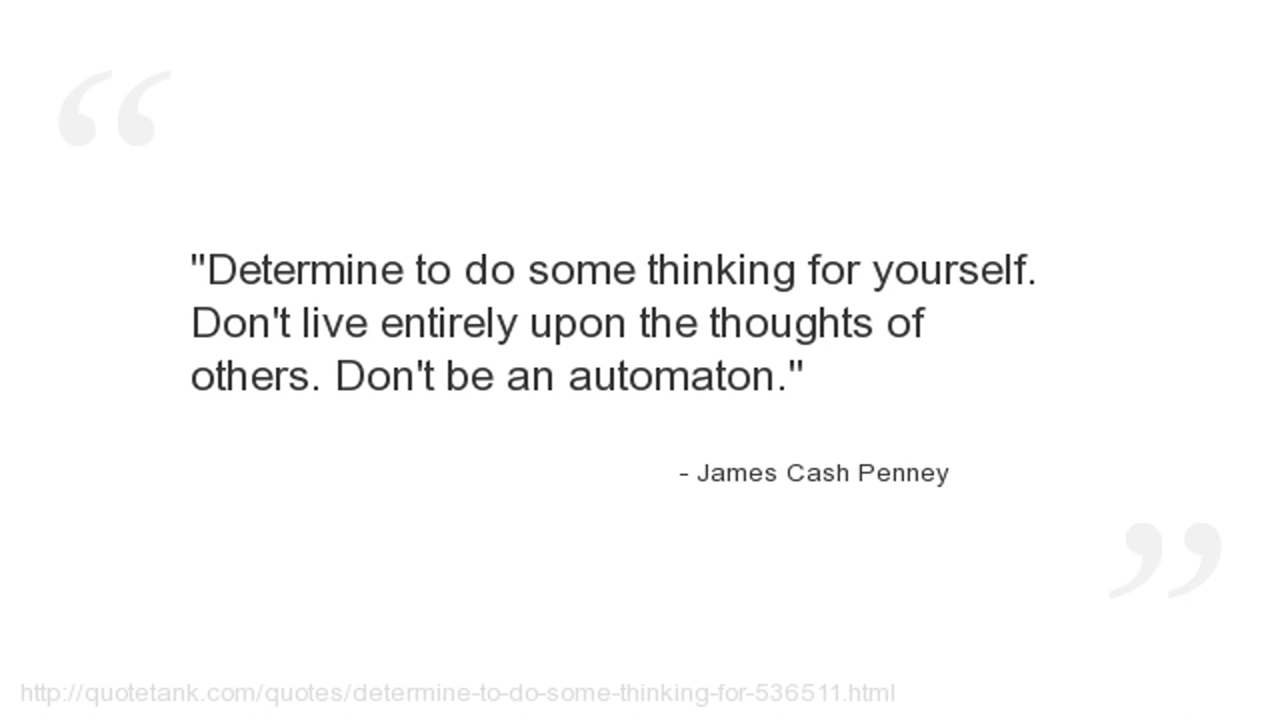 "Determine to do some thinking for yourself.
Don't live entirely upon the thoughts of
others. Don't be an automaton."
- James Cash Penney
http://quotetank.com/quotes/determine-to-do-some-thinking-for-536511.html